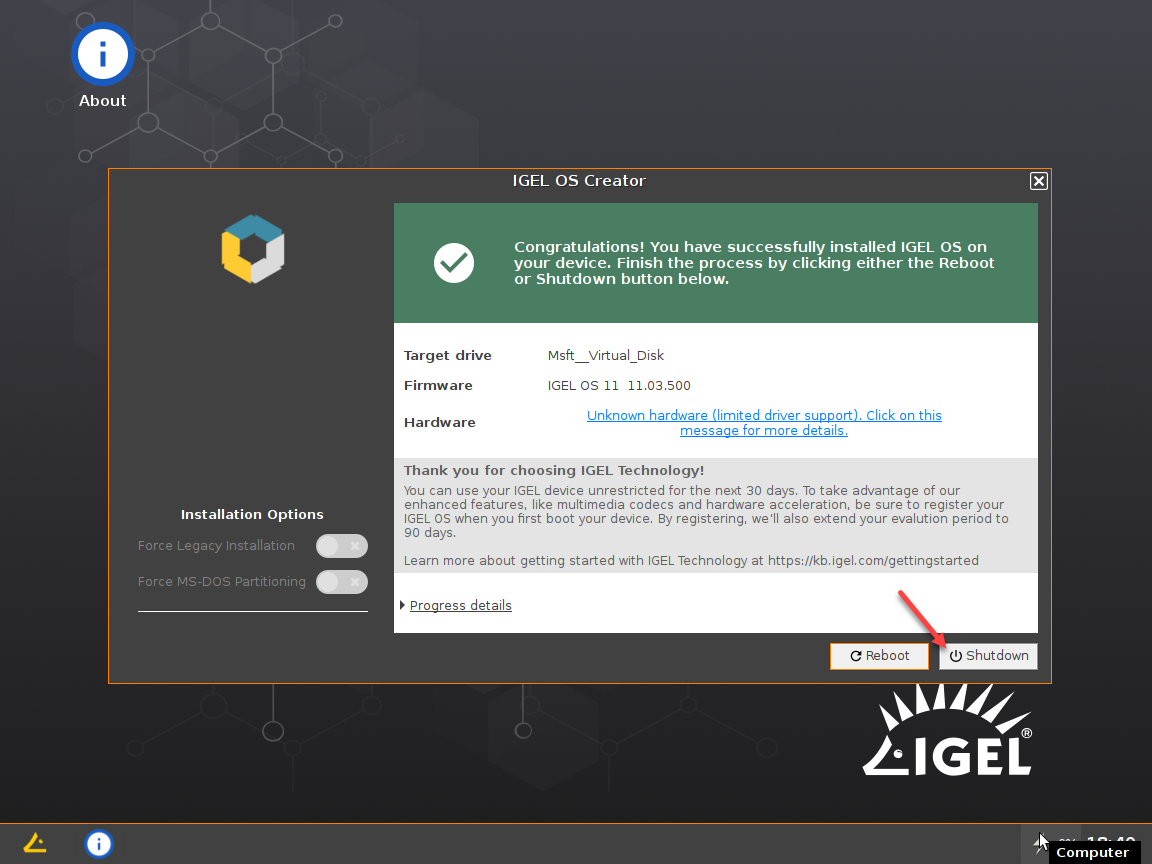 About
IGEL OS Creator
Congratulations! You have successfully installed IGEL OS on
your device. Finish the process by clicking either the Reboot
or Shutdown button below.
Target drive Msft__Virtual_Disk
Firmware IGEL OS 11 11.03.500
Hardware Unknown hardware (limited driver support). Click on this
message for more details.
Thank you for choosing IGEL Technology!
You can use your IGEL device unrestricted for the next 30 days. To take advantage of our
enhanced features, like multimedia codecs and hardware acceleration, be sure to register your
IGEL OS when you first boot your device. By registering, we'll also extend your evalution period to
90 days.
Learn more about getting started with IGEL Technology at https://kb.igel.com/gettingstarted
Installation Options
Force Legacy Installation
Force MS-DOS Partitioning
Progress details
Reboot Shutdown
IGEL®
Computer